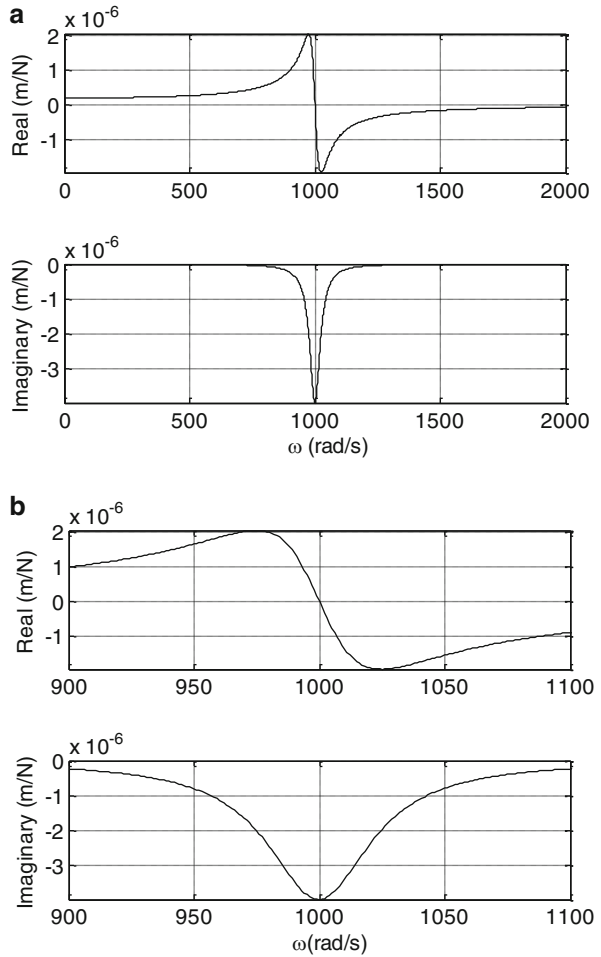 a
x 10-6
Real (m/N)
2
1
0
-1
0 500 1000 1500 2000
x 10-6
Imaginary (m/N)
0
-1
-2
-3
0 500 1000 1500 2000
ω (rad/s)
b
x 10-6
Real (m/N)
2
1
0
-1
900 950 1000 1050 1100
x 10-6
Imaginary (m/N)
0
-1
-2
-3
900 950 1000 1050 1100
ω(rad/s)